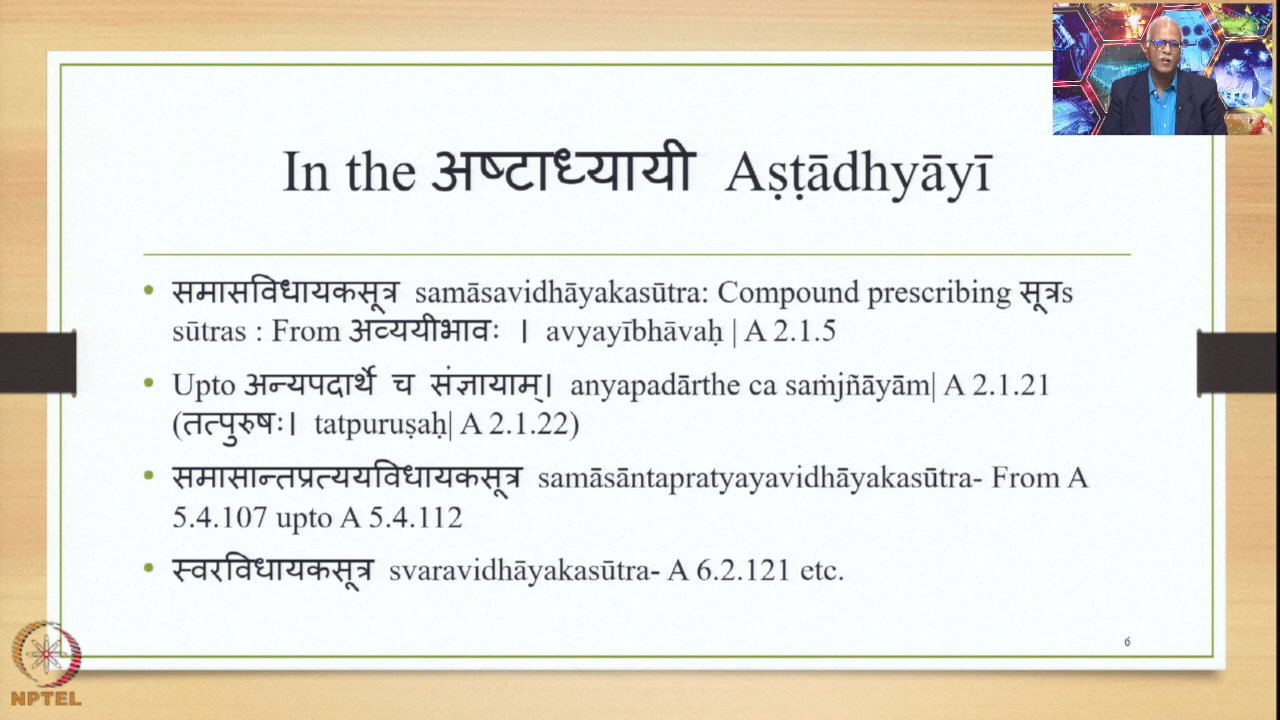 In the अष्टाध्यायी Aṣṭādhyāyī
• समासविधायकसूत्र samāsavidhāyakasūtra: Compound prescribing सूत्रs
sūtras : From अव्ययीभावः । avyayībhāvaḥ | A 2.1.5
• Upto अन्यपदार्थे च संज्ञायाम्। anyapadārthe ca saṁjñāyām| A 2.1.21
(तत्पुरुषः। tatpuruṣaḥ| A 2.1.22)
• समासान्तप्रत्ययविधायकसूत्र samāsāntapratyayavidhāyakasūtra- From A
5.4.107 upto A 5.4.112
• स्वरविधायकसूत्र svaravidhāyakasūtra- A 6.2.121 etc.
6
NPTEL